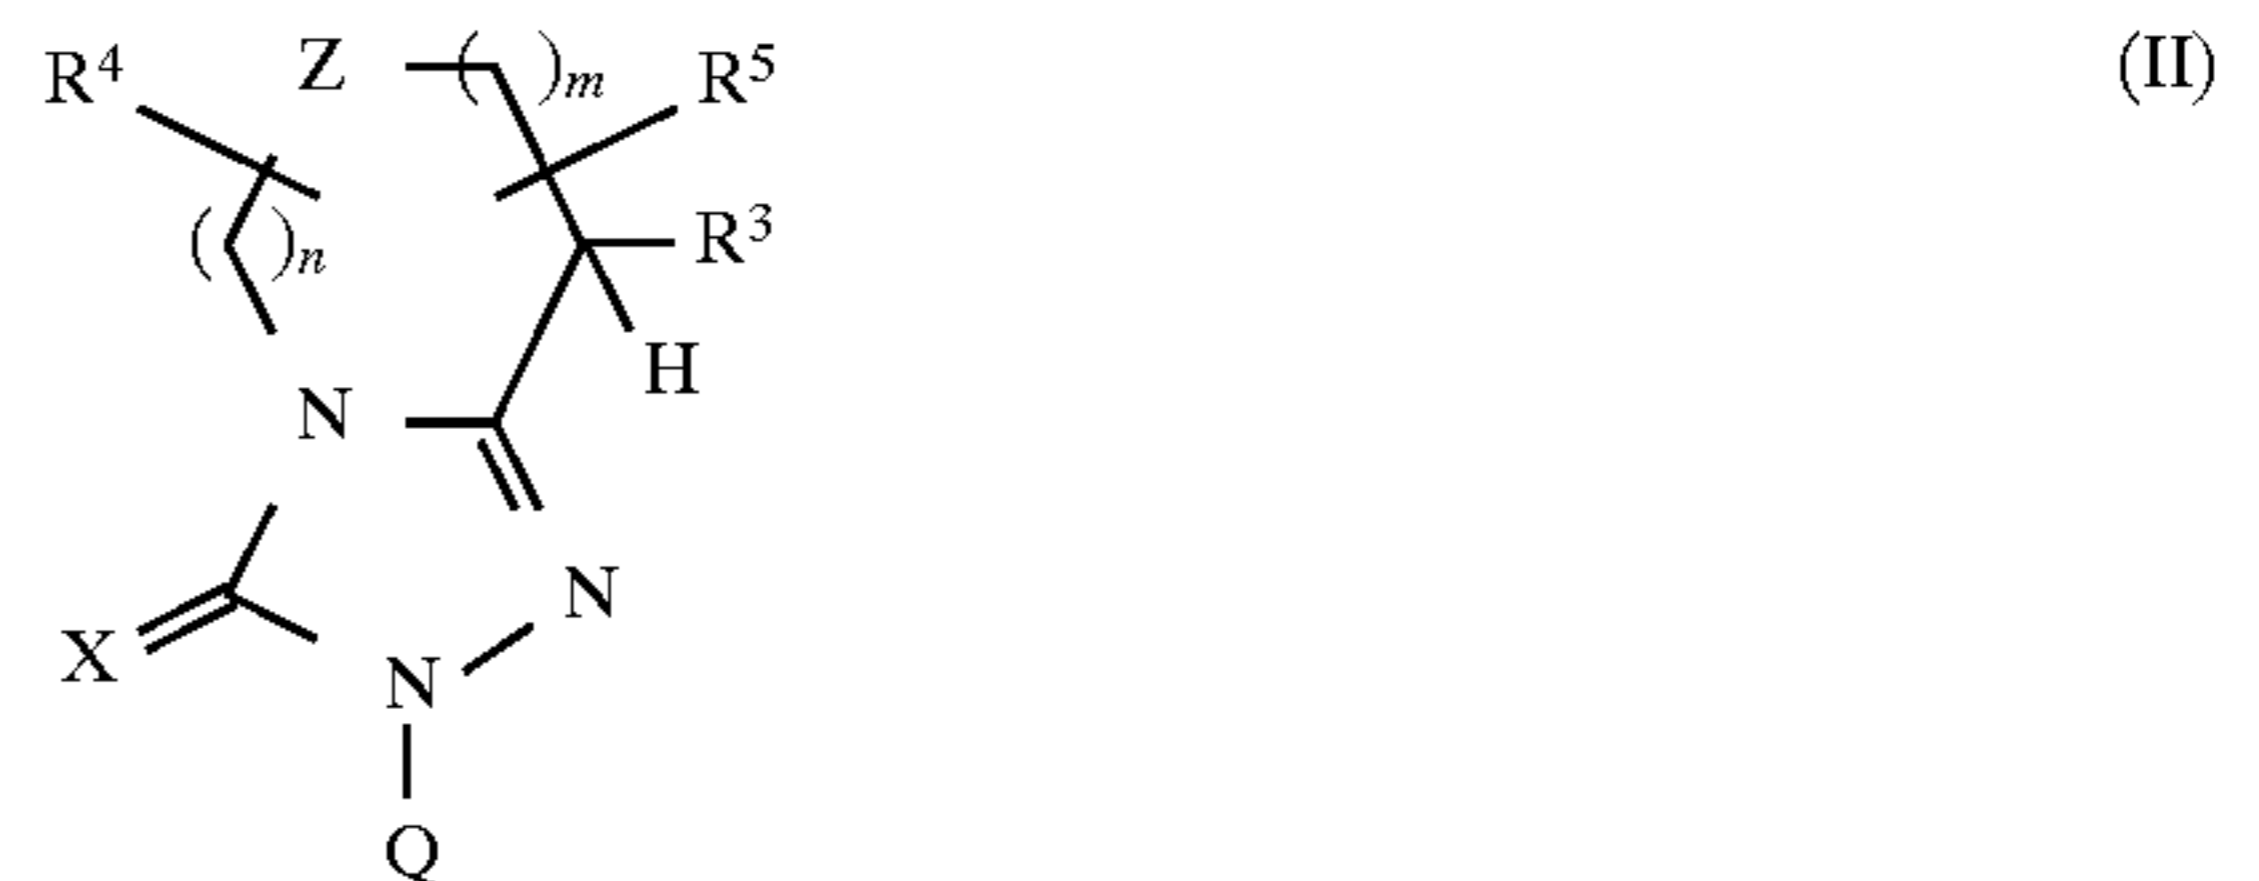 R⁴ Z ( )m R⁵ (II)
( )n R³
H
N
N
X
N
Q